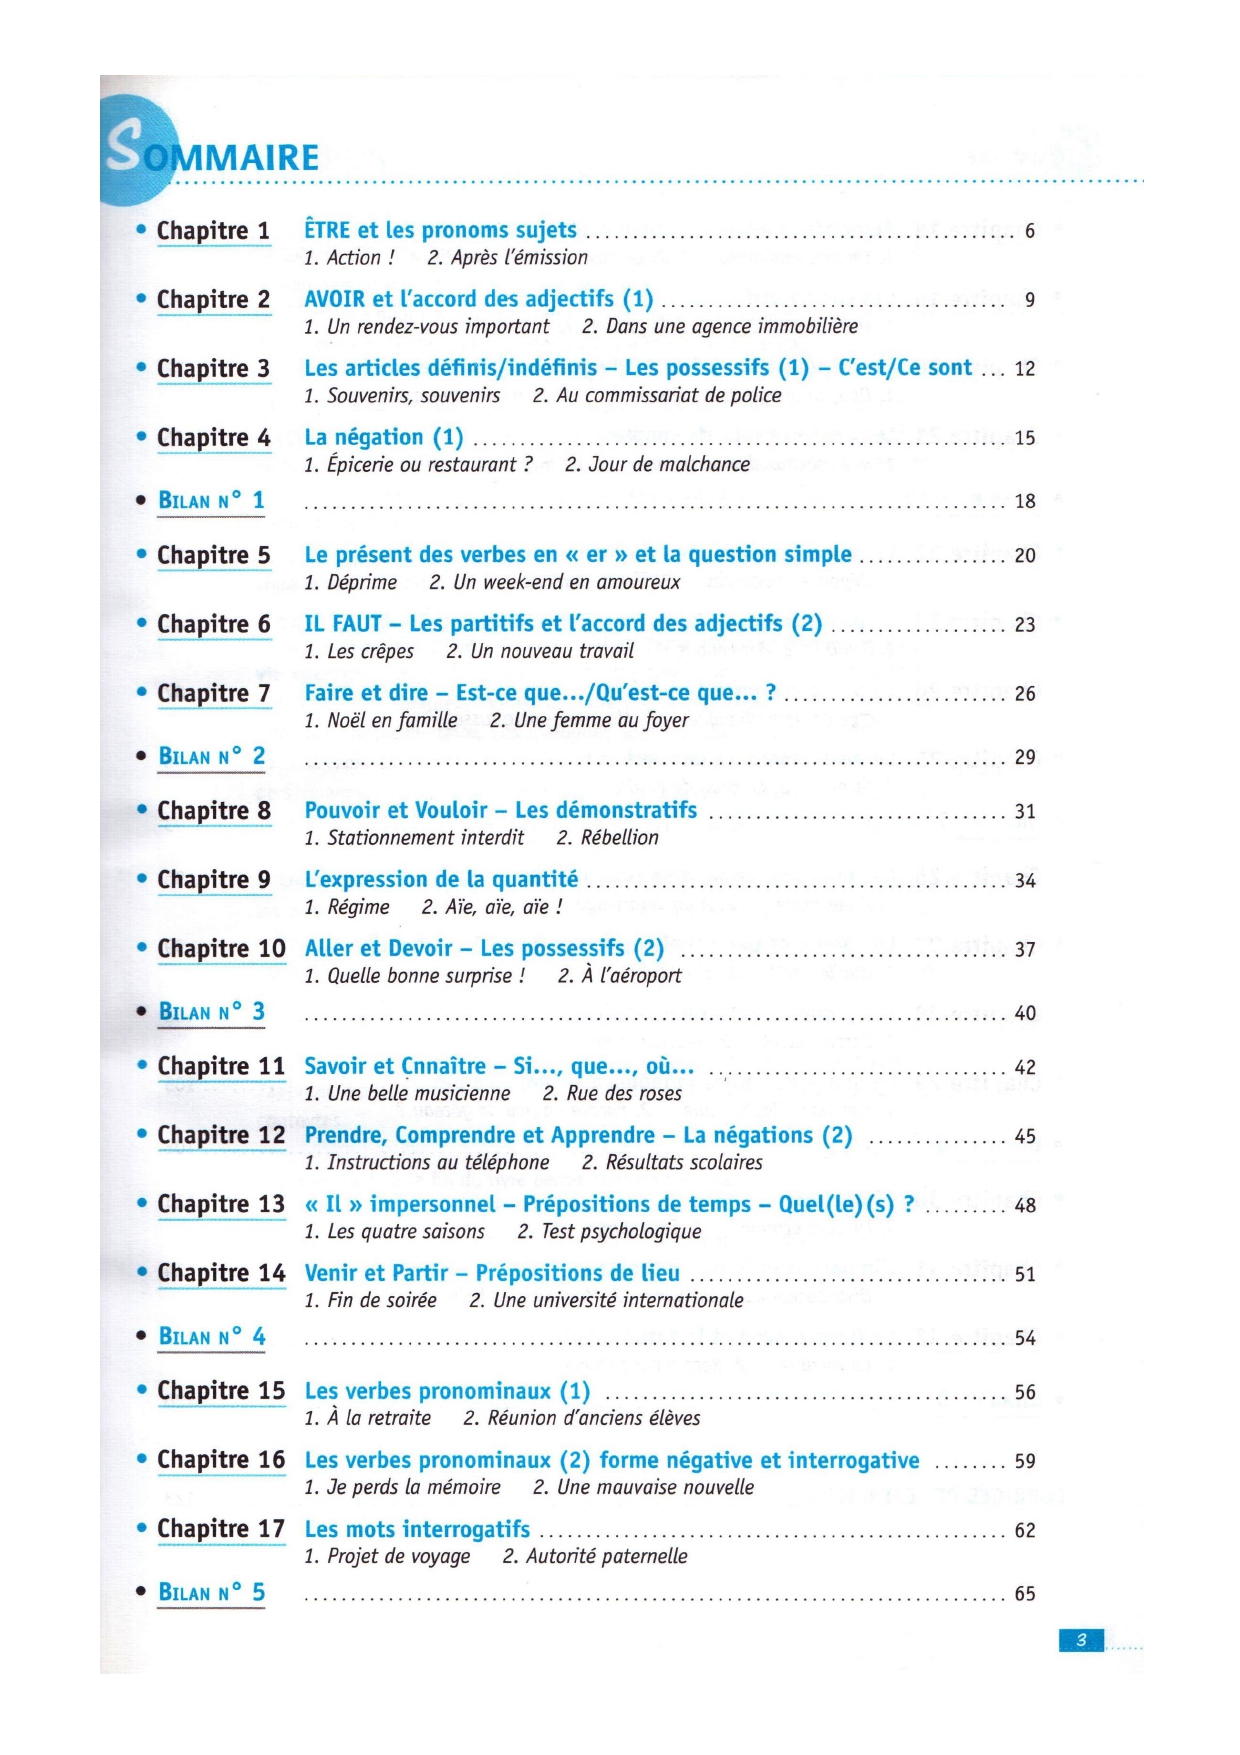 SOMMAIRE
• Chapitre 1 ÊTRE et les pronoms sujets ........ 6
1. Action ! 2. Après l'émission
• Chapitre 2 AVOIR et l'accord des adjectifs (1) ........ 9
1. Un rendez-vous important 2. Dans une agence immobilière
• Chapitre 3 Les articles définis/indéfinis – Les possessifs (1) – C'est/Ce sont ... 12
1. Souvenirs, souvenirs 2. Au commissariat de police
• Chapitre 4 La négation (1) ........ 15
1. Épicerie ou restaurant ? 2. Jour de malchance
• BILAN N° 1 ........ 18
• Chapitre 5 Le présent des verbes en « er » et la question simple ........ 20
1. Déprime 2. Un week-end en amoureux
• Chapitre 6 IL FAUT – Les partitifs et l'accord des adjectifs (2) ........ 23
1. Les crêpes 2. Un nouveau travail
• Chapitre 7 Faire et dire – Est-ce que.../Qu'est-ce que... ? ........ 26
1. Noël en famille 2. Une femme au foyer
• BILAN N° 2 ........ 29
• Chapitre 8 Pouvoir et Vouloir – Les démonstratifs ........ 31
1. Stationnement interdit 2. Rébellion
• Chapitre 9 L'expression de la quantité ........ 34
1. Régime 2. Aïe, aïe, aïe !
• Chapitre 10 Aller et Devoir – Les possessifs (2) ........ 37
1. Quelle bonne surprise ! 2. À l'aéroport
• BILAN N° 3 ........ 40
• Chapitre 11 Savoir et Cnnaître – Si..., que..., où... ........ 42
1. Une belle musicienne 2. Rue des roses
• Chapitre 12 Prendre, Comprendre et Apprendre – La négations (2) ........ 45
1. Instructions au téléphone 2. Résultats scolaires
• Chapitre 13 « Il » impersonnel – Prépositions de temps – Quel(le)(s) ? ........ 48
1. Les quatre saisons 2. Test psychologique
• Chapitre 14 Venir et Partir – Prépositions de lieu ........ 51
1. Fin de soirée 2. Une université internationale
• BILAN N° 4 ........ 54
• Chapitre 15 Les verbes pronominaux (1) ........ 56
1. À la retraite 2. Réunion d'anciens élèves
• Chapitre 16 Les verbes pronominaux (2) forme négative et interrogative ........ 59
1. Je perds la mémoire 2. Une mauvaise nouvelle
• Chapitre 17 Les mots interrogatifs ........ 62
1. Projet de voyage 2. Autorité paternelle
• BILAN N° 5 ........ 65
3